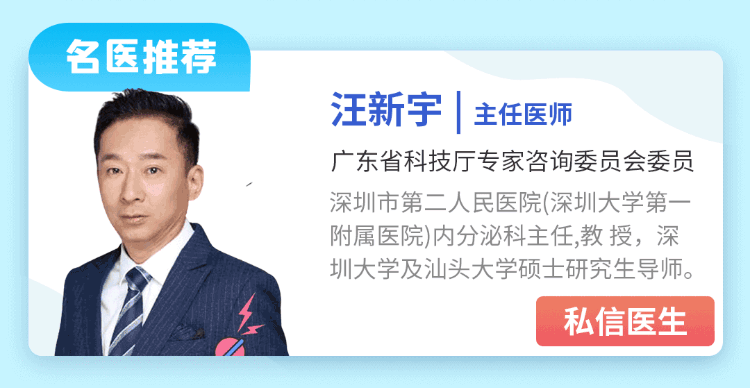 名医推荐
汪新宇 | 主任医师
广东省科技厅专家咨询委员会委员
深圳市第二人民医院(深圳大学第一
附属医院)内分泌科主任,教 授，深
圳大学及汕头大学硕士研究生导师。
私信医生